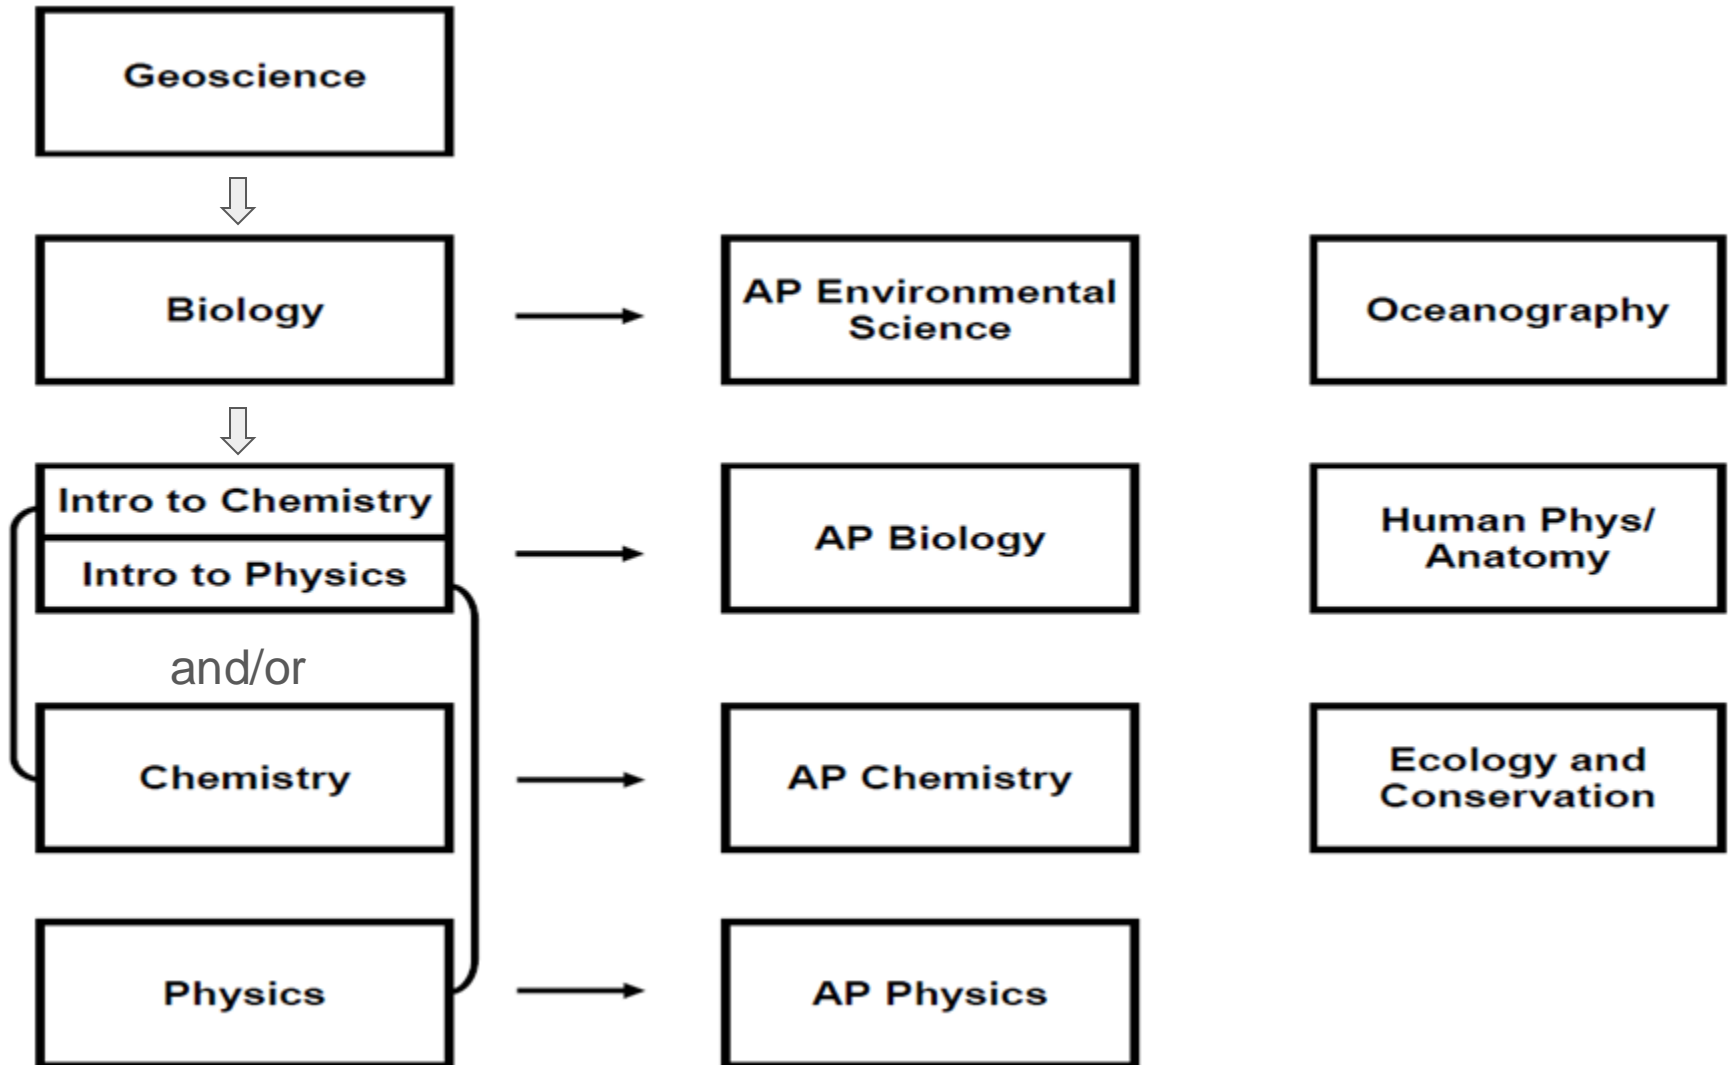 Geoscience
Biology
AP Environmental
Science
Oceanography
Intro to Chemistry
Intro to Physics
AP Biology
Human Phys/
Anatomy
and/or
Chemistry
AP Chemistry
Ecology and
Conservation
Physics
AP Physics